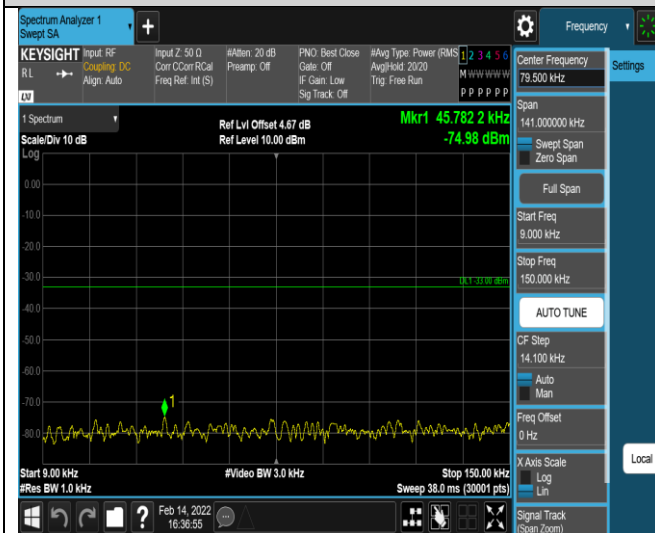 Spectrum Analyzer 1
Swept SA
+
Frequency
KEYSIGHT
RL
LXI
Input: RF
Coupling: DC
Align: Auto
Input Z: 50 Ω
Corr CCorr RCal
Freq Ref: Int (S)
#Atten: 20 dB
Preamp: Off
PNO: Best Close
Gate: Off
IF Gain: Low
Sig Track: Off
#Avg Type: Power (RMS
Avg|Hold: 20/20
Trig: Free Run
1 2 3 4 5 6
M W W W W W
P P P P P P
1 Spectrum
Scale/Div 10 dB
Log
Ref Lvl Offset 4.67 dB
Ref Level 10.00 dBm
Mkr1 45.782 2 kHz
-74.98 dBm
0.00
-10.0
-20.0
-30.0
-40.0
-50.0
-60.0
-70.0
-80.0
DL1 -33.00 dBm
1
Start 9.00 kHz
#Res BW 1.0 kHz
#Video BW 3.0 kHz
Stop 150.00 kHz
Sweep 38.0 ms (30001 pts)
?
Feb 14, 2022
16:36:55
Center Frequency
79.500 kHz
Span
141.000000 kHz
Swept Span
Zero Span
Full Span
Start Freq
9.000 kHz
Stop Freq
150.000 kHz
AUTO TUNE
CF Step
14.100 kHz
Auto
Man
Freq Offset
0 Hz
X Axis Scale
Log
Lin
Signal Track
(Span Zoom)
Settings
Local